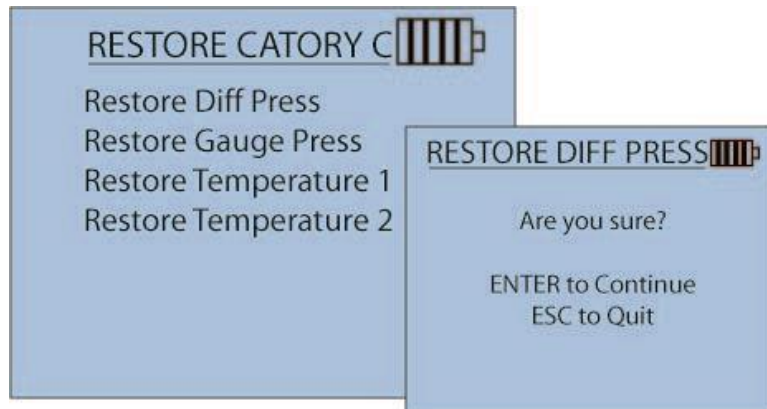 RESTORE CATORY C
Restore Diff Press
Restore Gauge Press
Restore Temperature 1
Restore Temperature 2
RESTORE DIFF PRESS
Are you sure?
ENTER to Continue
ESC to Quit